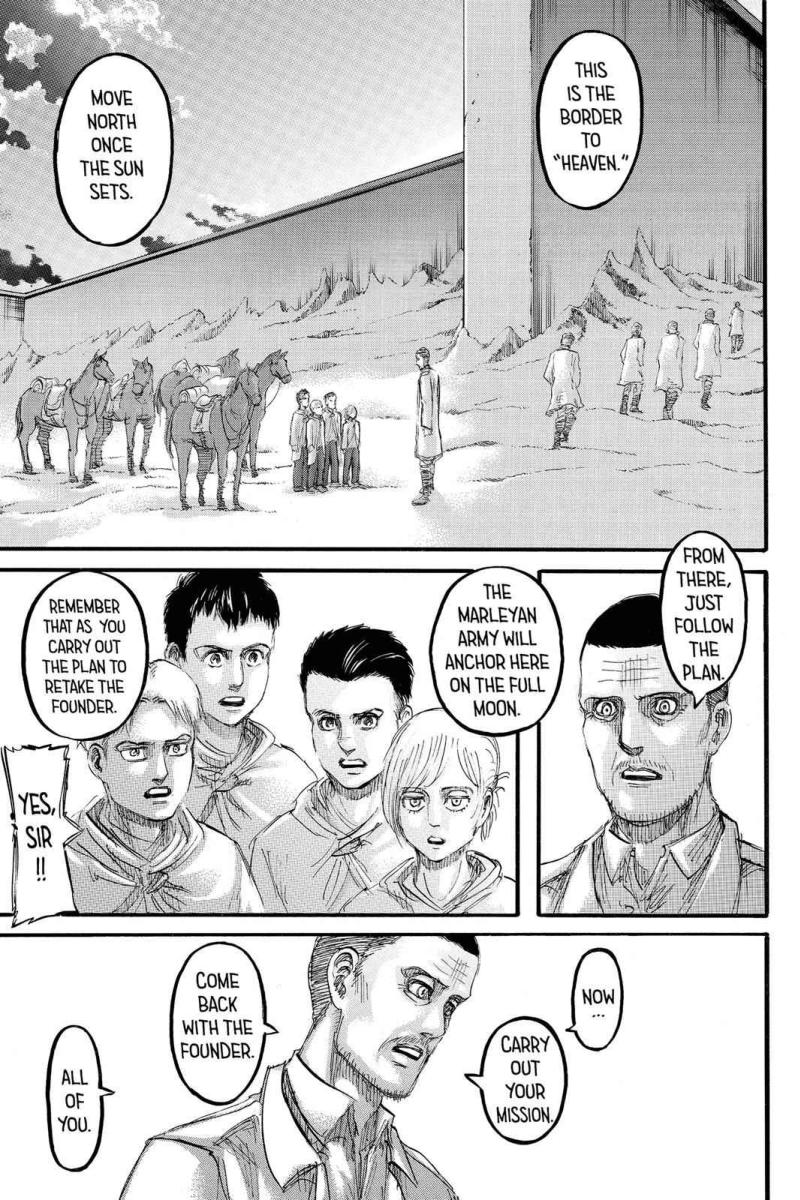 THIS
IS THE
BORDER
TO
"HEAVEN."
MOVE
NORTH
ONCE
THE SUN
SETS.
FROM
THERE,
JUST
FOLLOW
THE
PLAN.
THE
MARLEYAN
ARMY WILL
ANCHOR HERE
ON THE FULL
MOON.
REMEMBER
THAT AS YOU
CARRY OUT
THE PLAN TO
RETAKE THE
FOUNDER.
YES,
SIR
!!
NOW
...
CARRY
OUT
YOUR
MISSION.
COME
BACK
WITH THE
FOUNDER.
ALL
OF
YOU.